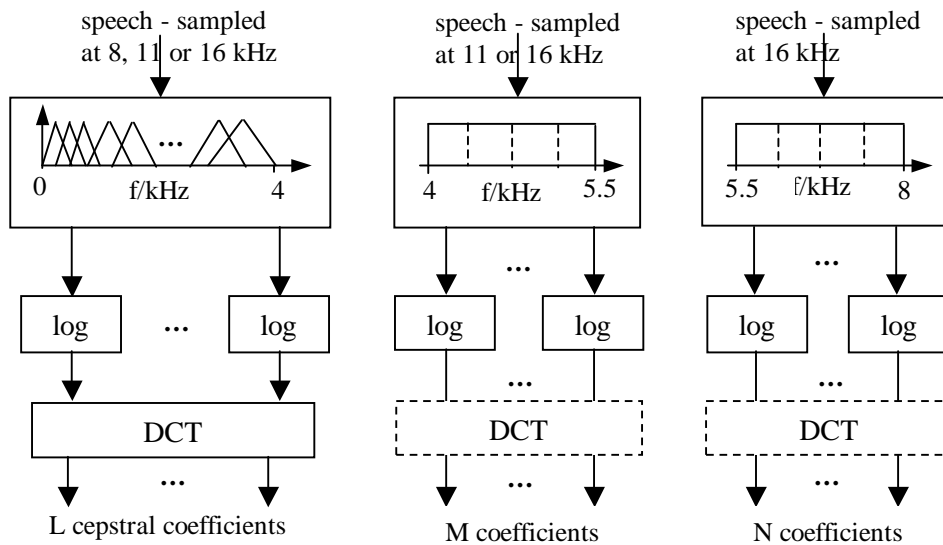 speech - sampled
at 8, 11 or 16 kHz
...
0
f/kHz
4
log
...
log
DCT
...
L cepstral coefficients
speech - sampled
at 11 or 16 kHz
4
f/kHz
5.5
...
log
log
...
DCT
...
M coefficients
speech - sampled
at 16 kHz
5.5
f/kHz
8
...
log
log
...
DCT
...
N coefficients